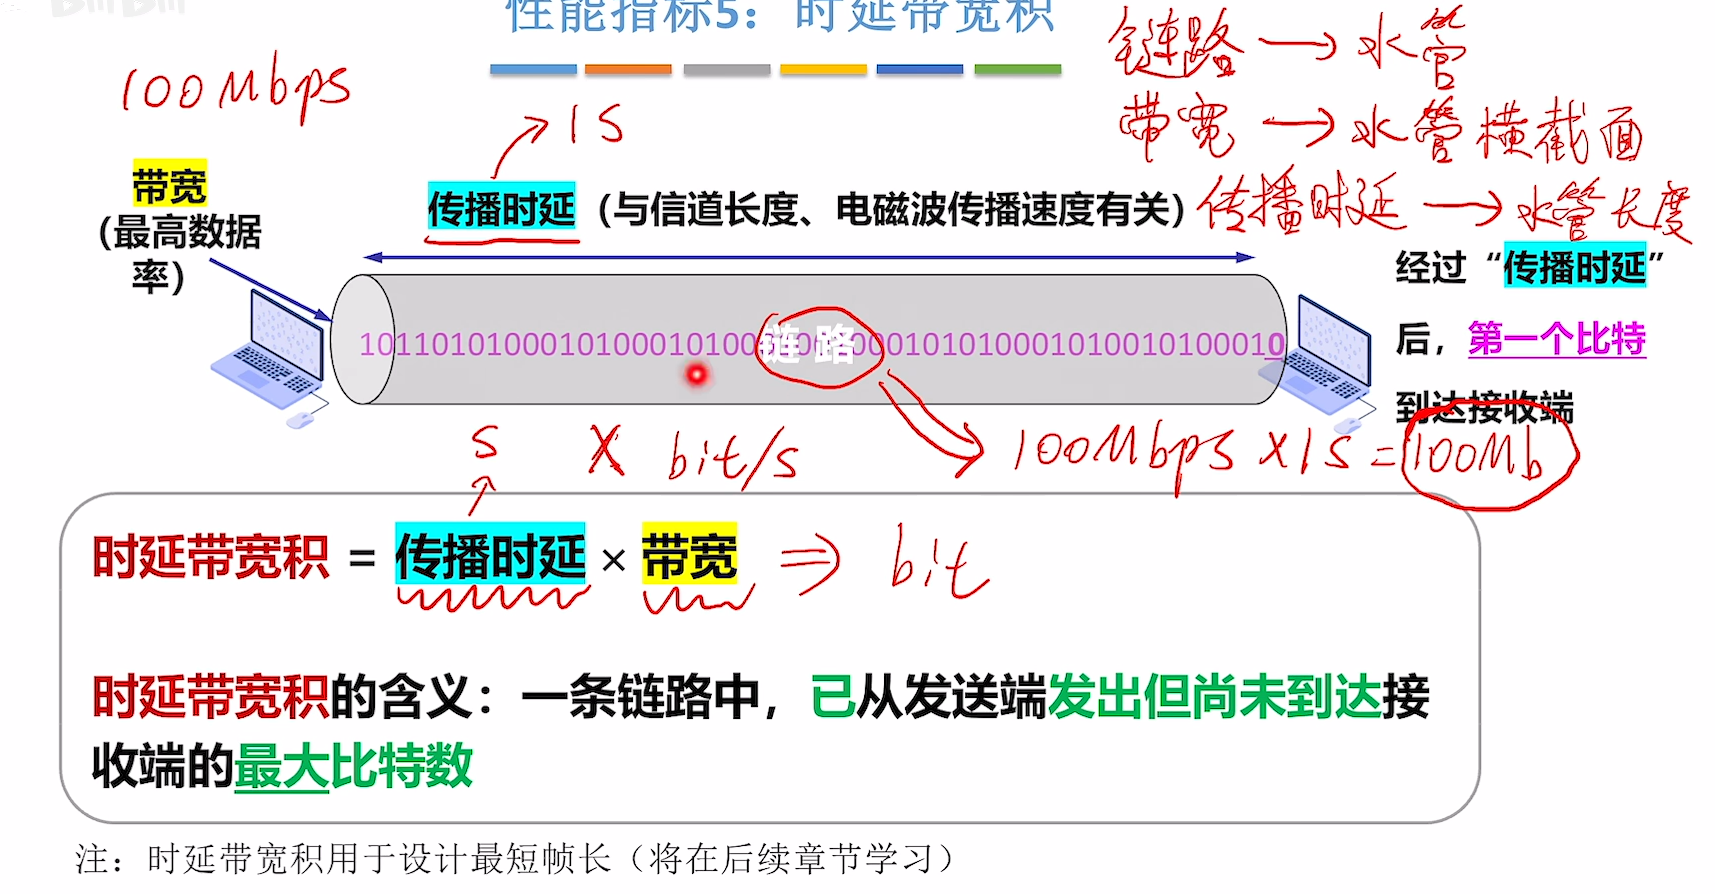 BiliBili
性能指标5：时延带宽积
链路 → 水管
100Mbps
带宽 → 水管横截面
1S
带宽
传播时延（与信道长度、电磁波传播速度有关）
传播时延 → 水管长度
（最高数据
率）
经过“传播时延”
后，第一个比特
到达接收端
链路
S × bit/s
100Mbps × 1S = 100Mb
时延带宽积 = 传播时延 × 带宽 ⇒ bit
时延带宽积的含义：一条链路中，已从发送端发出但尚未到达接
收端的最大比特数
注：时延带宽积用于设计最短帧长（将在后续章节学习）